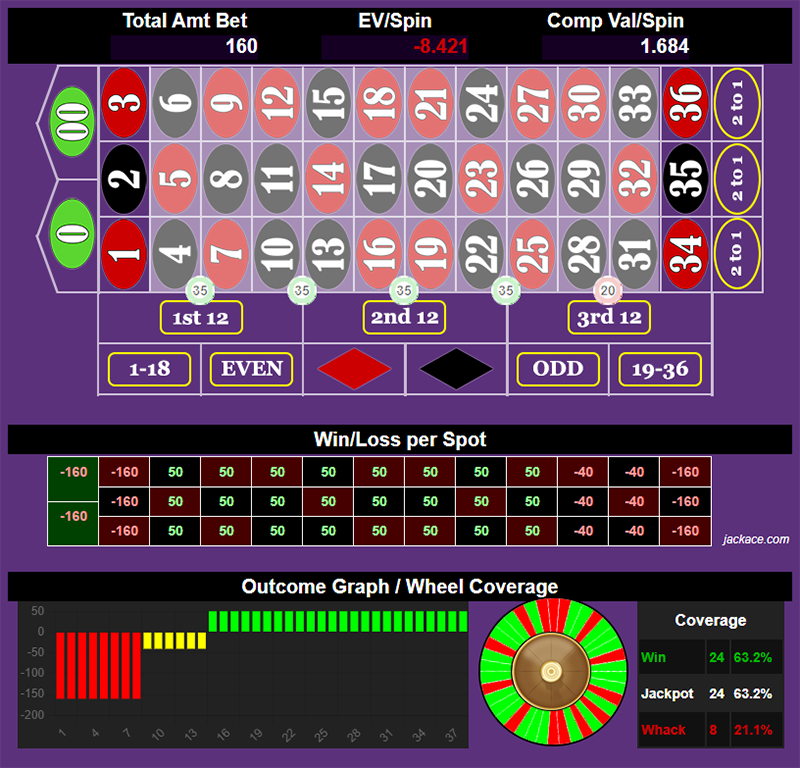 Total Amt Bet EV/Spin Comp Val/Spin
160 -8.421 1.684
00 3 6 9 12 15 18 21 24 27 30 33 36 2 to 1
2 5 8 11 14 17 20 23 26 29 32 35 2 to 1
0 1 4 7 10 13 16 19 22 25 28 31 34 2 to 1
35 35 35 35 20
1st 12 2nd 12 3rd 12
1-18 EVEN ODD 19-36
Win/Loss per Spot
-160 -160 50 50 50 50 50 50 50 50 -40 -40 -160
-160 50 50 50 50 50 50 50 50 -40 -40 -160
-160 -160 50 50 50 50 50 50 50 50 -40 -40 -160
jackace.com
Outcome Graph / Wheel Coverage
50
0
-50
-100
-150
-200
1 4 7 10 13 16 19 22 25 28 31 34 37
Coverage
Win 24 63.2%
Jackpot 24 63.2%
Whack 8 21.1%